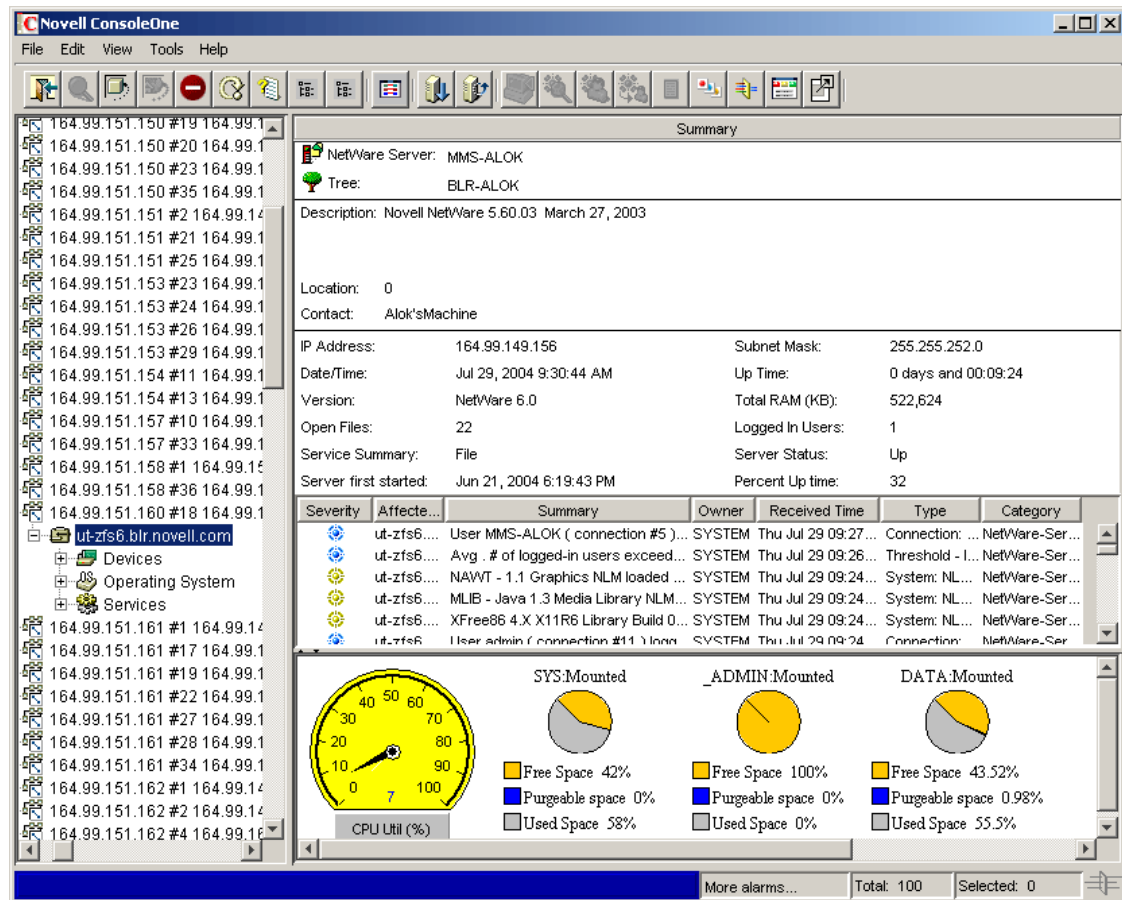 Novell ConsoleOne
File Edit View Tools Help
164.99.151.150 #19 164.99.1
164.99.151.150 #20 164.99.1
164.99.151.150 #23 164.99.1
164.99.151.150 #35 164.99.1
164.99.151.151 #2 164.99.14
164.99.151.151 #21 164.99.1
164.99.151.151 #25 164.99.1
164.99.151.153 #23 164.99.1
164.99.151.153 #24 164.99.1
164.99.151.153 #26 164.99.1
164.99.151.153 #29 164.99.1
164.99.151.154 #11 164.99.1
164.99.151.154 #13 164.99.1
164.99.151.157 #10 164.99.1
164.99.151.157 #33 164.99.1
164.99.151.158 #1 164.99.15
164.99.151.158 #36 164.99.1
164.99.151.160 #18 164.99.1
ut-zfs6.blr.novell.com
Devices
Operating System
Services
164.99.151.161 #1 164.99.14
164.99.151.161 #17 164.99.1
164.99.151.161 #19 164.99.1
164.99.151.161 #22 164.99.1
164.99.151.161 #27 164.99.1
164.99.151.161 #28 164.99.1
164.99.151.161 #34 164.99.1
164.99.151.162 #1 164.99.14
164.99.151.162 #2 164.99.14
164.99.151.162 #4 164.99.16
Summary
NetWare Server: MMS-ALOK
Tree: BLR-ALOK
Description: Novell NetWare 5.60.03 March 27, 2003
Location: 0
Contact: Alok'sMachine
IP Address: 164.99.149.156 Subnet Mask: 255.255.252.0
Date/Time: Jul 29, 2004 9:30:44 AM Up Time: 0 days and 00:09:24
Version: NetWare 6.0 Total RAM (KB): 522,624
Open Files: 22 Logged In Users: 1
Service Summary: File Server Status: Up
Server first started: Jun 21, 2004 6:19:43 PM Percent Up time: 32
Severity Affecte... Summary Owner Received Time Type Category
ut-zfs6.... User MMS-ALOK ( connection #5 )... SYSTEM Thu Jul 29 09:27... Connection: ... NetWare-Ser...
ut-zfs6.... Avg . # of logged-in users exceed... SYSTEM Thu Jul 29 09:26... Threshold - I... NetWare-Ser...
ut-zfs6.... NAWT - 1.1 Graphics NLM loaded ... SYSTEM Thu Jul 29 09:24... System: NL... NetWare-Ser...
ut-zfs6.... MLIB - Java 1.3 Media Library NLM... SYSTEM Thu Jul 29 09:24... System: NL... NetWare-Ser...
ut-zfs6.... XFree86 4.X X11R6 Library Build 0... SYSTEM Thu Jul 29 09:24... System: NL... NetWare-Ser...
ut-zfs6 User admin ( connection #11 ) logg SYSTEM Thu Jul 29 09:24 Connection: NetWare-Ser
0 10 20 30 40 50 60 70 80 90 100
7
CPU Util (%)
SYS:Mounted _ADMIN:Mounted DATA:Mounted
Free Space 42% Free Space 100% Free Space 43.52%
Purgeable space 0% Purgeable space 0% Purgeable space 0.98%
Used Space 58% Used Space 0% Used Space 55.5%
More alarms... Total: 100 Selected: 0